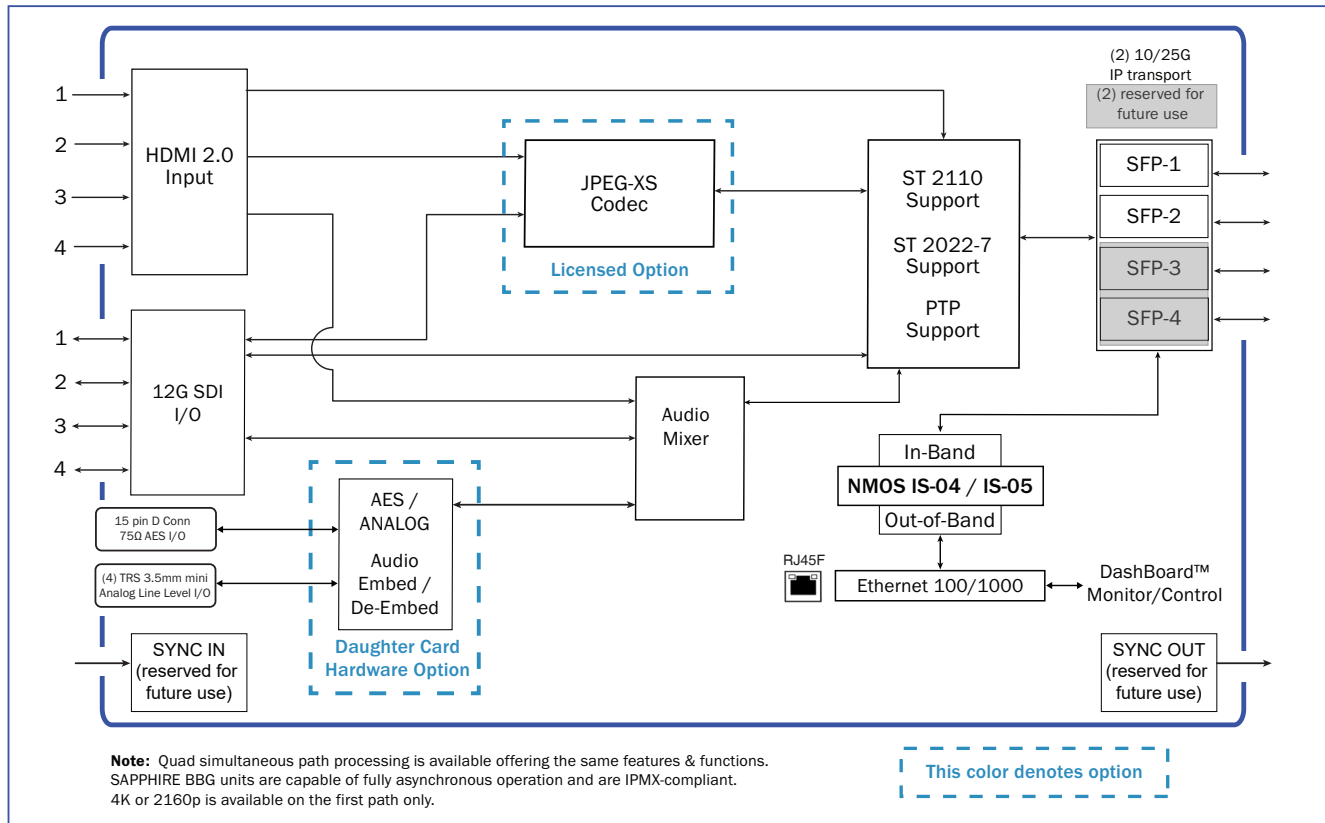 (2) 10/25G
IP transport
(2) reserved for
future use
1
2
3
4
HDMI 2.0
Input
JPEG-XS
Codec
Licensed Option
ST 2110
Support
ST 2022-7
Support
PTP
Support
SFP-1
SFP-2
SFP-3
SFP-4
1
2
3
4
12G SDI
I/O
Audio
Mixer
In-Band
NMOS IS-04 / IS-05
Out-of-Band
15 pin D Conn
75Ω AES I/O
(4) TRS 3.5mm mini
Analog Line Level I/O
AES /
ANALOG
Audio
Embed /
De-Embed
Daughter Card
Hardware Option
RJ45F
Ethernet 100/1000
DashBoard™
Monitor/Control
SYNC IN
(reserved for
future use)
SYNC OUT
(reserved for
future use)
Note: Quad simultaneous path processing is available offering the same features & functions.
SAPPHIRE BBG units are capable of fully asynchronous operation and are IPMX-compliant.
4K or 2160p is available on the first path only.
This color denotes option